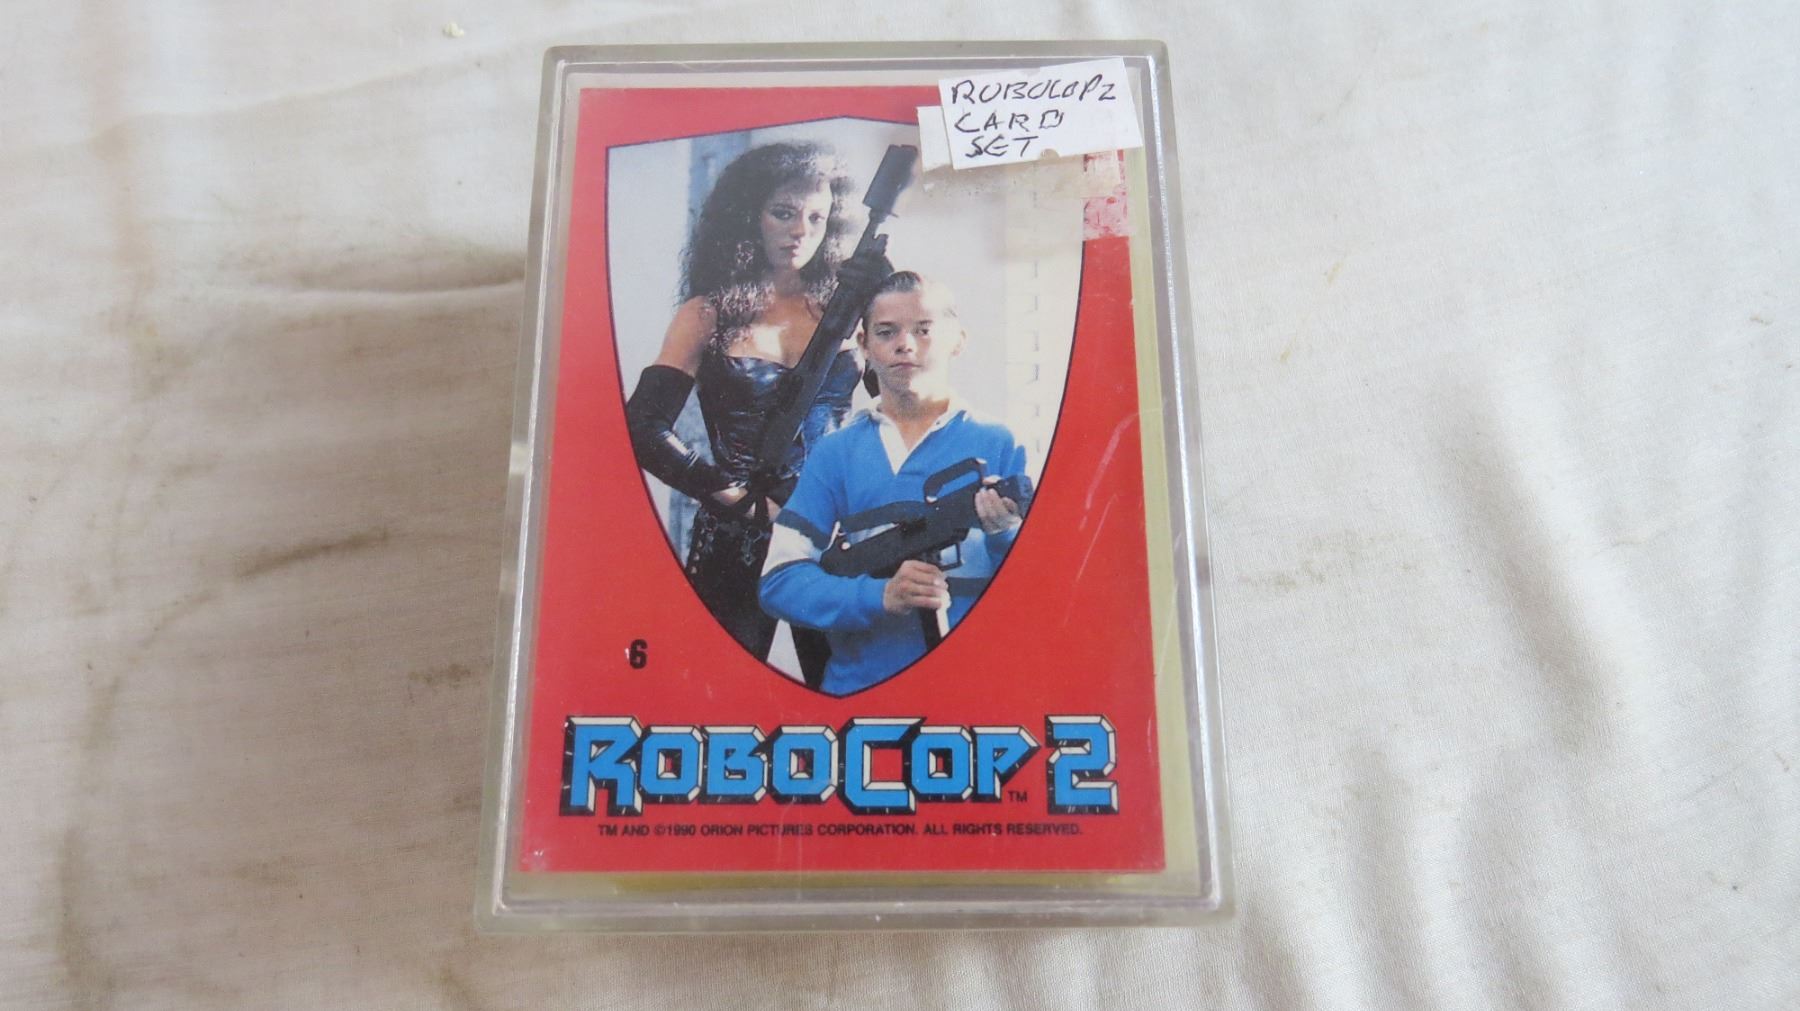 ROBOCOP2
CARD
SET
6
ROBOCOP 2 ™
TM AND ©1990 ORION PICTURES CORPORATION. ALL RIGHTS RESERVED.